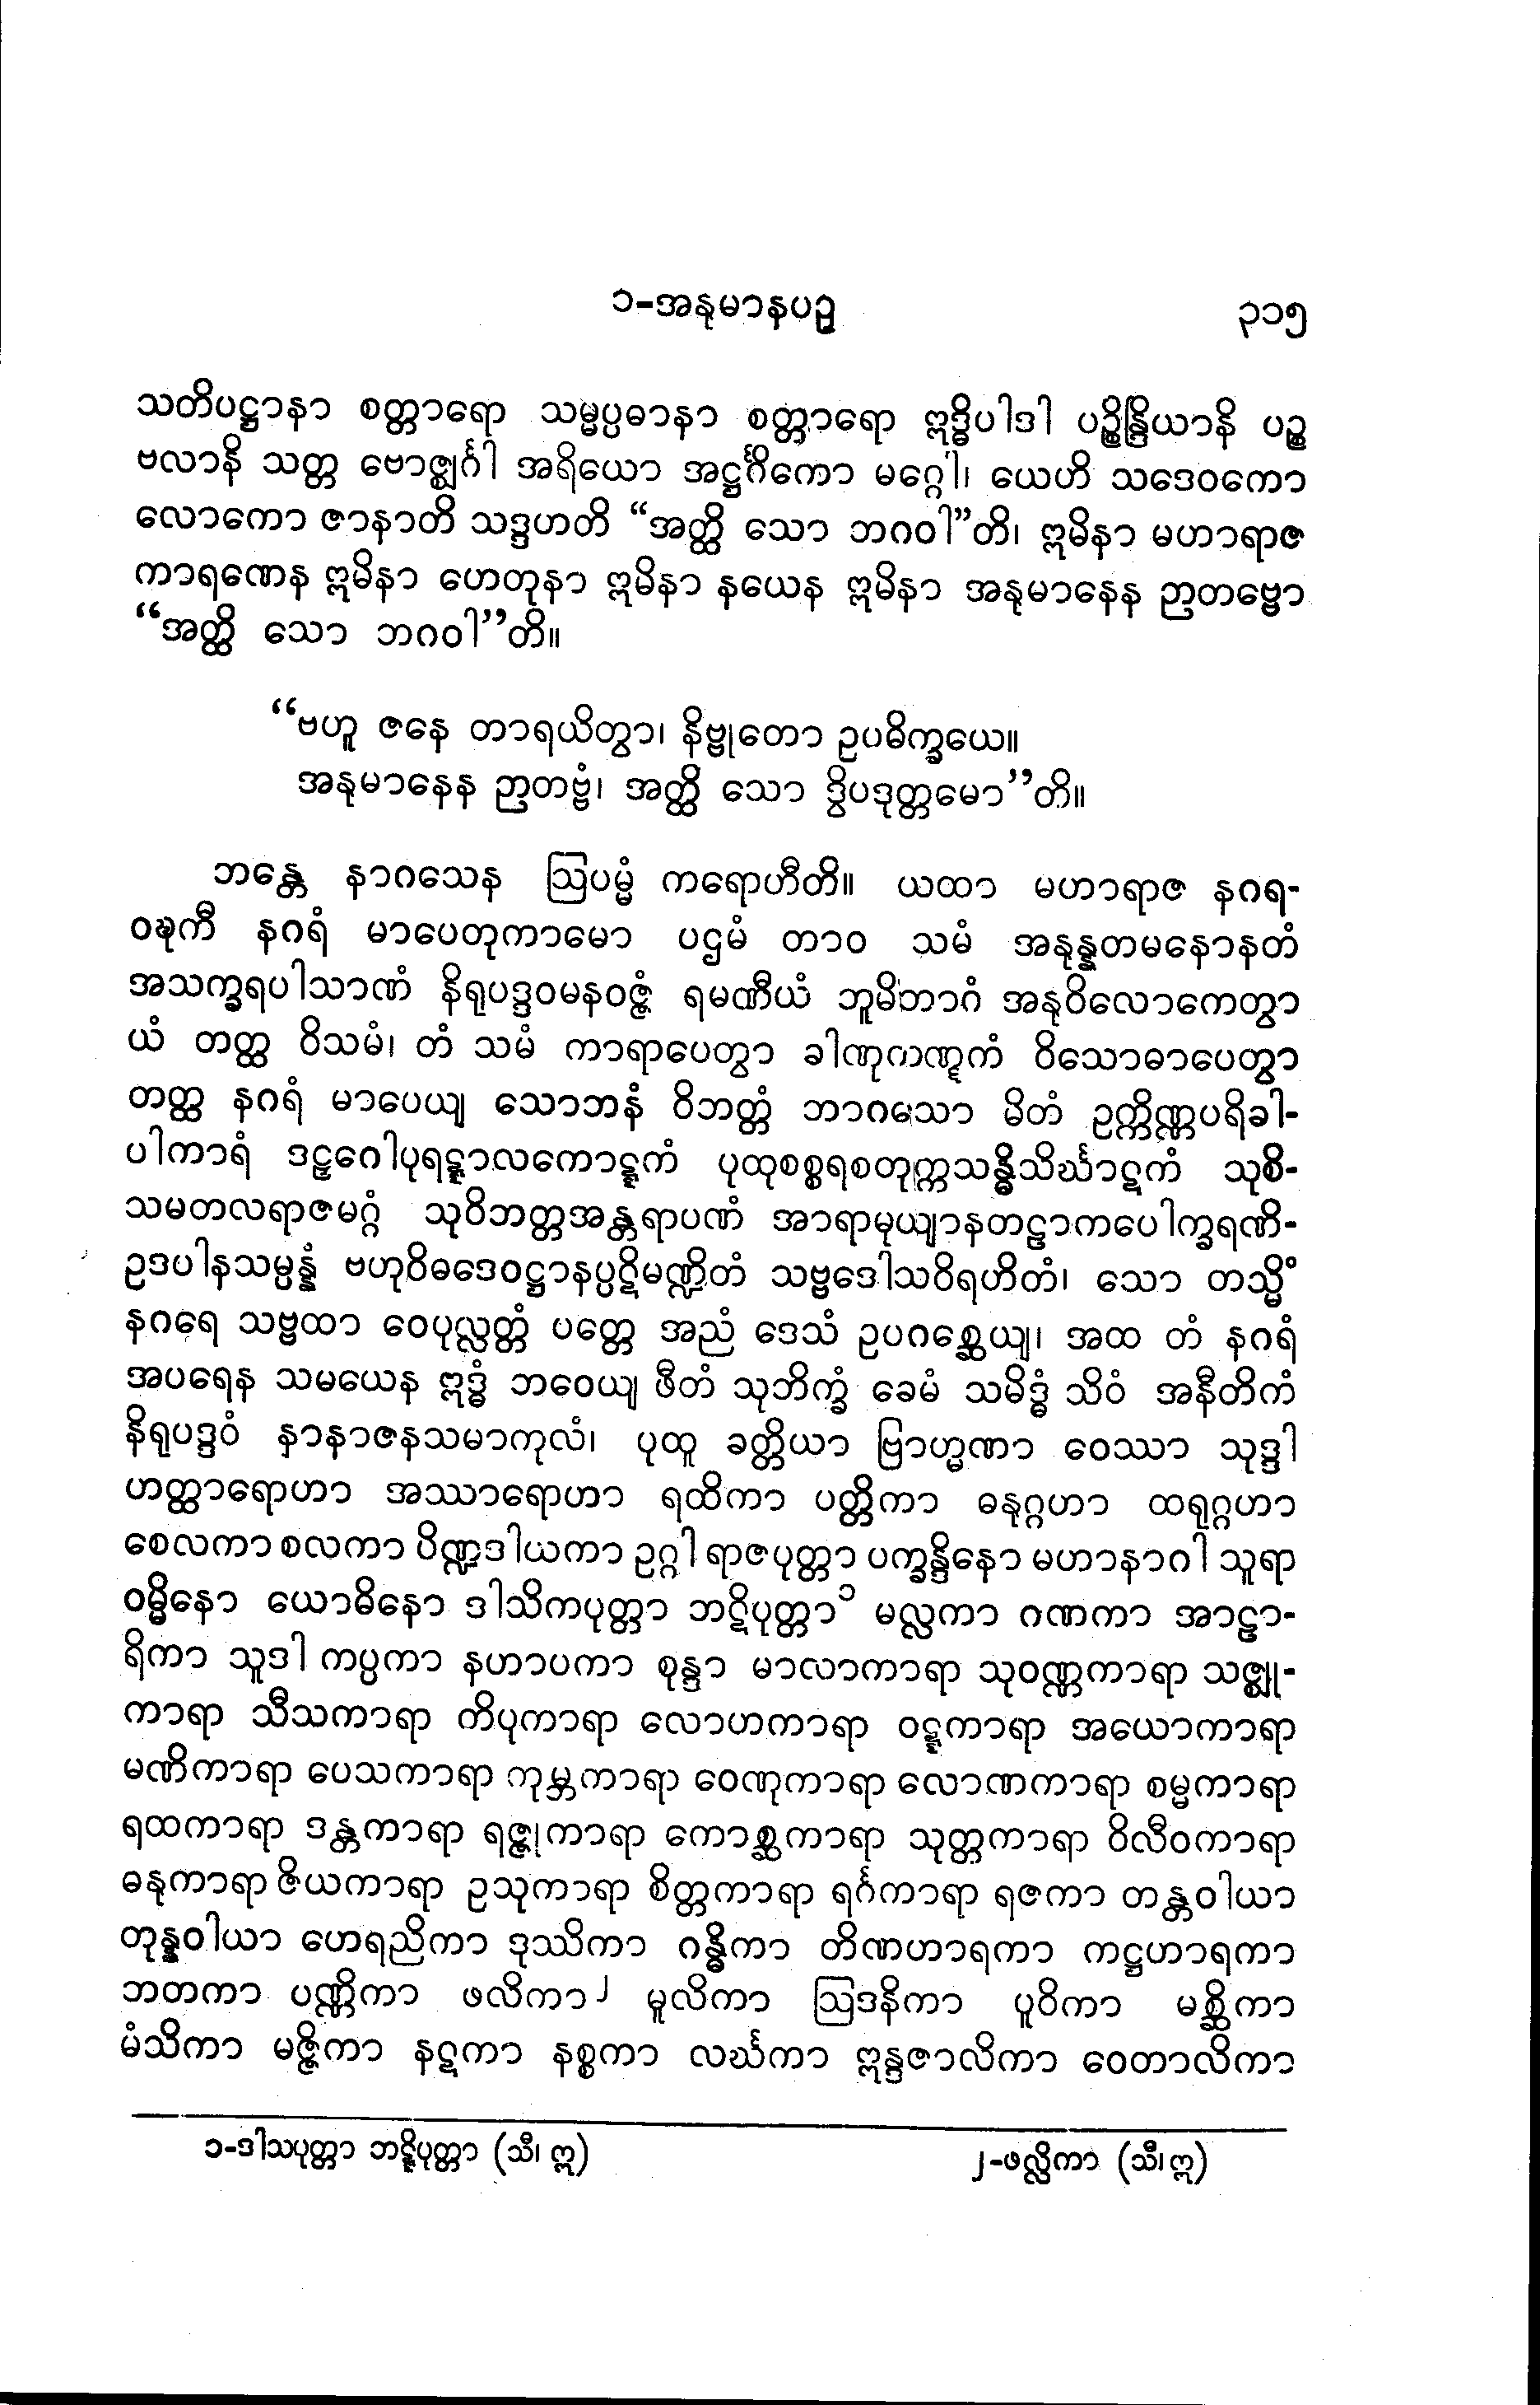 ၁-အနုမာနပဉှ
၃၁၅
သတိပဋ္ဌာနာ စတ္တာရော သမ္မပ္ပဓာနာ စတ္တာရော ဣဒ္ဓိပါဒါ ပဉ္စိန္ဒြိယာနိ ပဉ္စ
ဗလာနိ သတ္တ ဗောဇ္ဈင်္ဂါ အရိယော အဋ္ဌင်္ဂိကော မဂ္ဂေါ၊ ယေဟိ သဒေဝကော
လောကော ဇာနာတိ သဒ္ဒဟတိ “အတ္ထိ သော ဘဂဝါ”တိ၊ ဣမိနာ မဟာရာဇ
ကာရဏေန ဣမိနာ ဟေတုနာ ဣမိနာ နယေန ဣမိနာ အနုမာနေန ဉာတဗ္ဗော
“အတ္ထိ သော ဘဂဝါ”တိ။
“ဗဟူ ဇနေ တာရယိတွာ၊ နိဗ္ဗုတော ဥပဓိက္ခယေ။
အနုမာနေန ဉာတဗ္ဗံ၊ အတ္ထိ သော ဒွိပဒုတ္တမော”တိ။
ဘန္တေ နာဂသေန ဩပမ္မံ ကရောဟီတိ။ ယထာ မဟာရာဇ နဂရ-
ဝဍ္ဎကီ နဂရံ မာပေတုကာမော ပဌမံ တာဝ သမံ အနုန္နတမနောနတံ
အသက္ခရပါသာဏံ နိရုပဒ္ဒဝမနဝဇ္ဇံ ရမဏီယံ ဘူမိဘာဂံ အနုဝိလောကေတွာ
ယံ တတ္ထ ဝိသမံ၊ တံ သမံ ကာရာပေတွာ ခါဏုကဏ္ဋကံ ဝိသောဓာပေတွာ
တတ္ထ နဂရံ မာပေယျ သောဘနံ ဝိဘတ္တံ ဘာဂသော မိတံ ဥက္ကိဏ္ဏပရိခါ-
ပါကာရံ ဒဠှဂေါပုရဋ္ဋာလကောဋ္ဋကံ ပုထုစစ္စရစတုက္ကသန္ဓိသိင်္ဃာဋကံ သုစိ-
သမတလရာဇမဂ္ဂံ သုဝိဘတ္တအန္တရာပဏံ အာရာမုယျာနတဠာကပေါက္ခရဏိ-
ဥဒပါနသမ္ပန္နံ ဗဟုဝိဓဒေဝဋ္ဌာနပ္ပဋိမဏ္ဍိတံ သဗ္ဗဒေါသဝိရဟိတံ၊ သော တသ္မိံ
နဂရေ သဗ္ဗထာ ဝေပုလ္လတ္တံ ပတ္တေ အညံ ဒေသံ ဥပဂစ္ဆေယျ၊ အထ တံ နဂရံ
အပရေန သမယေန ဣဒ္ဓံ ဘဝေယျ ဖီတံ သုဘိက္ခံ ခေမံ သမိဒ္ဓံ သိဝံ အနီတိကံ
နိရုပဒ္ဒဝံ နာနာဇနသမာကုလံ၊ ပုထူ ခတ္တိယာ ဗြာဟ္မဏာ ဝေဿာ သုဒ္ဒါ
ဟတ္ထာရောဟာ အဿာရောဟာ ရထိကာ ပတ္တိကာ ဓနုဂ္ဂဟာ ထရုဂ္ဂဟာ
စေလကာ စလကာ ပိဏ္ဍဒါယကာ ဥဂ္ဂါ ရာဇပုတ္တာ ပက္ခန္ဒိနော မဟာနာဂါ သူရာ
ဝမ္မိနော ယောဓိနော ဒါသိကပုတ္တာ ဘဋိပုတ္တာ၁ မလ္လကာ ဂဏကာ အာဠာ-
ရိကာ သူဒါ ကပ္ပကာ နဟာပကာ စုန္ဒာ မာလာကာရာ သုဝဏ္ဏကာရာ သဇ္ဈု-
ကာရာ သီသကာရာ တိပုကာရာ လောဟကာရာ ဝဋ္ဋကာရာ အယောကာရာ
မဏိကာရာ ပေသကာရာ ကုမ္ဘကာရာ ဝေဏုကာရာ လောဏကာရာ စမ္မကာရာ
ရထကာရာ ဒန္တကာရာ ရဇ္ဇုကာရာ ကောစ္ဆကာရာ သုတ္တကာရာ ဝိလီဝကာရာ
ဓနုကာရာ ဇိယကာရာ ဥသုကာရာ စိတ္တကာရာ ရင်္ဂကာရာ ရဇကာ တန္တဝါယာ
တုန္နဝါယာ ဟေရညိကာ ဒုဿိကာ ဂန္ဓိကာ တိဏဟာရကာ ကဋ္ဌဟာရကာ
ဘတကာ ပဏ္ဏိကာ ဖလိကာ၂ မူလိကာ ဩဒနိကာ ပူဝိကာ မစ္ဆိကာ
မံသိကာ မဇ္ဇိကာ နဋကာ နစ္စကာ လင်္ဃကာ ဣန္ဒဇာလိကာ ဝေတာလိကာ
၁-ဒါသပုတ္တာ ဘဋ္ဋိပုတ္တာ (သီ၊ ဣ)
၂-ဖလ္လိကာ (သီ၊ ဣ)